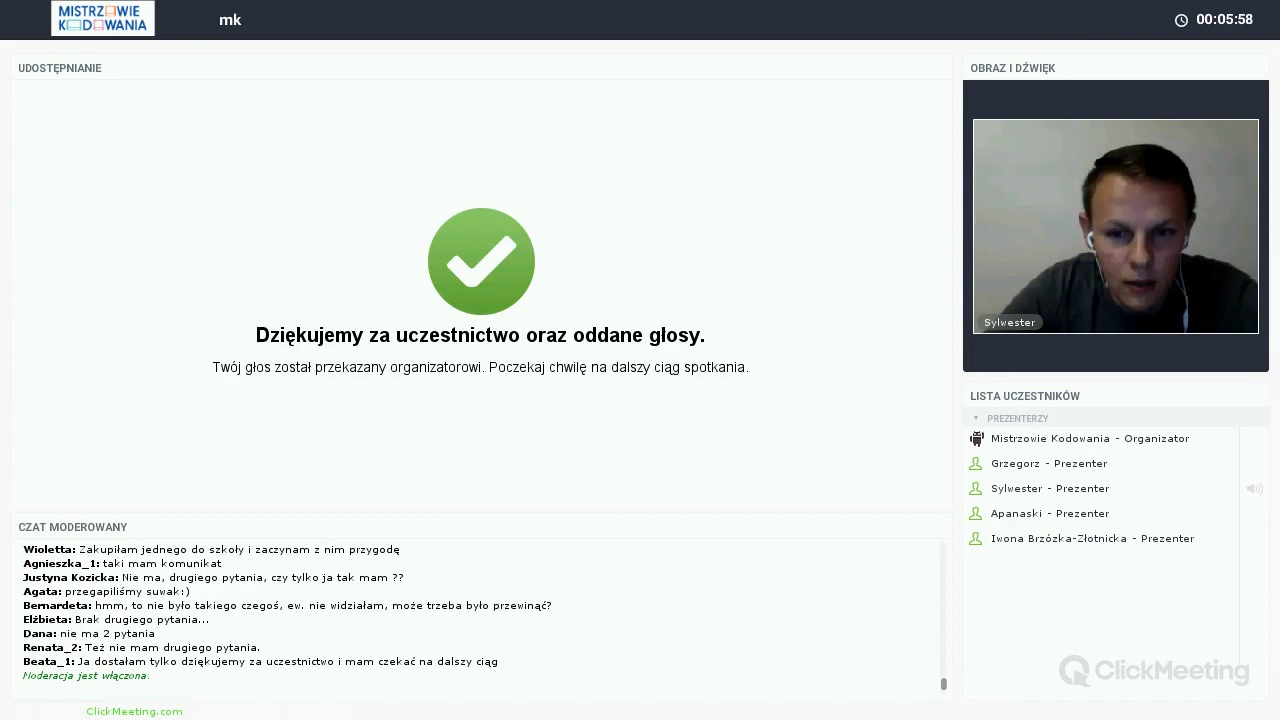 MISTRZOWIE
KODOWANIA
mk
00:05:58
UDOSTĘPNIANIE
Dziękujemy za uczestnictwo oraz oddane głosy.
Twój głos został przekazany organizatorowi. Poczekaj chwilę na dalszy ciąg spotkania.
CZAT MODEROWANY
Wioletta: Zakupiłam jednego do szkoły i zaczynam z nim przygodę
Agnieszka_1: taki mam komunikat
Justyna Kozicka: Nie ma, drugiego pytania, czy tylko ja tak mam ??
Agata: przegapiliśmy suwak:)
Bernardeta: hmm, to nie było takiego czegoś, ew. nie widziałam, może trzeba było przewinąć?
Elżbieta: Brak drugiego pytania...
Dana: nie ma 2 pytania
Renata_2: Też nie mam drugiego pytania.
Beata_1: Ja dostałam tylko dziękujemy za uczestnictwo i mam czekać na dalszy ciąg
Moderacja jest włączona.
ClickMeeting.com
OBRAZ I DŹWIĘK
Sylwester
LISTA UCZESTNIKÓW
PREZENTERZY
Mistrzowie Kodowania - Organizator
Grzegorz - Prezenter
Sylwester - Prezenter
Apanaski - Prezenter
Iwona Brzózka-Złotnicka - Prezenter
ClickMeeting